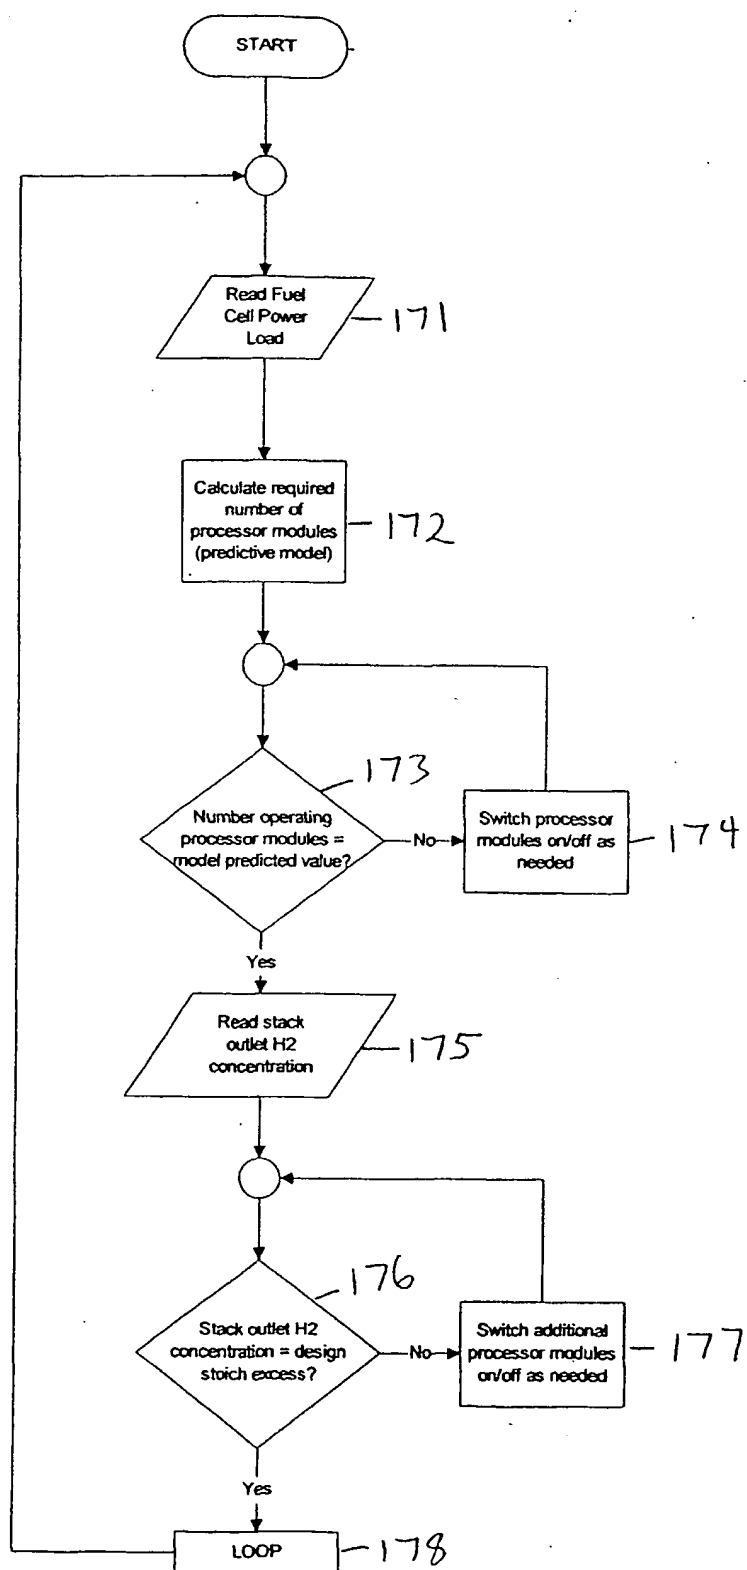 START
Read Fuel
Cell Power
Load
171
Calculate required
number of
processor modules
(predictive model)
172
173
Number operating
processor modules =
model predicted value?
No
Switch processor
modules on/off as
needed
174
Yes
Read stack
outlet H2
concentration
175
176
Stack outlet H2
concentration = design
stoich excess?
No
Switch additional
processor modules
on/off as needed
177
Yes
LOOP
178